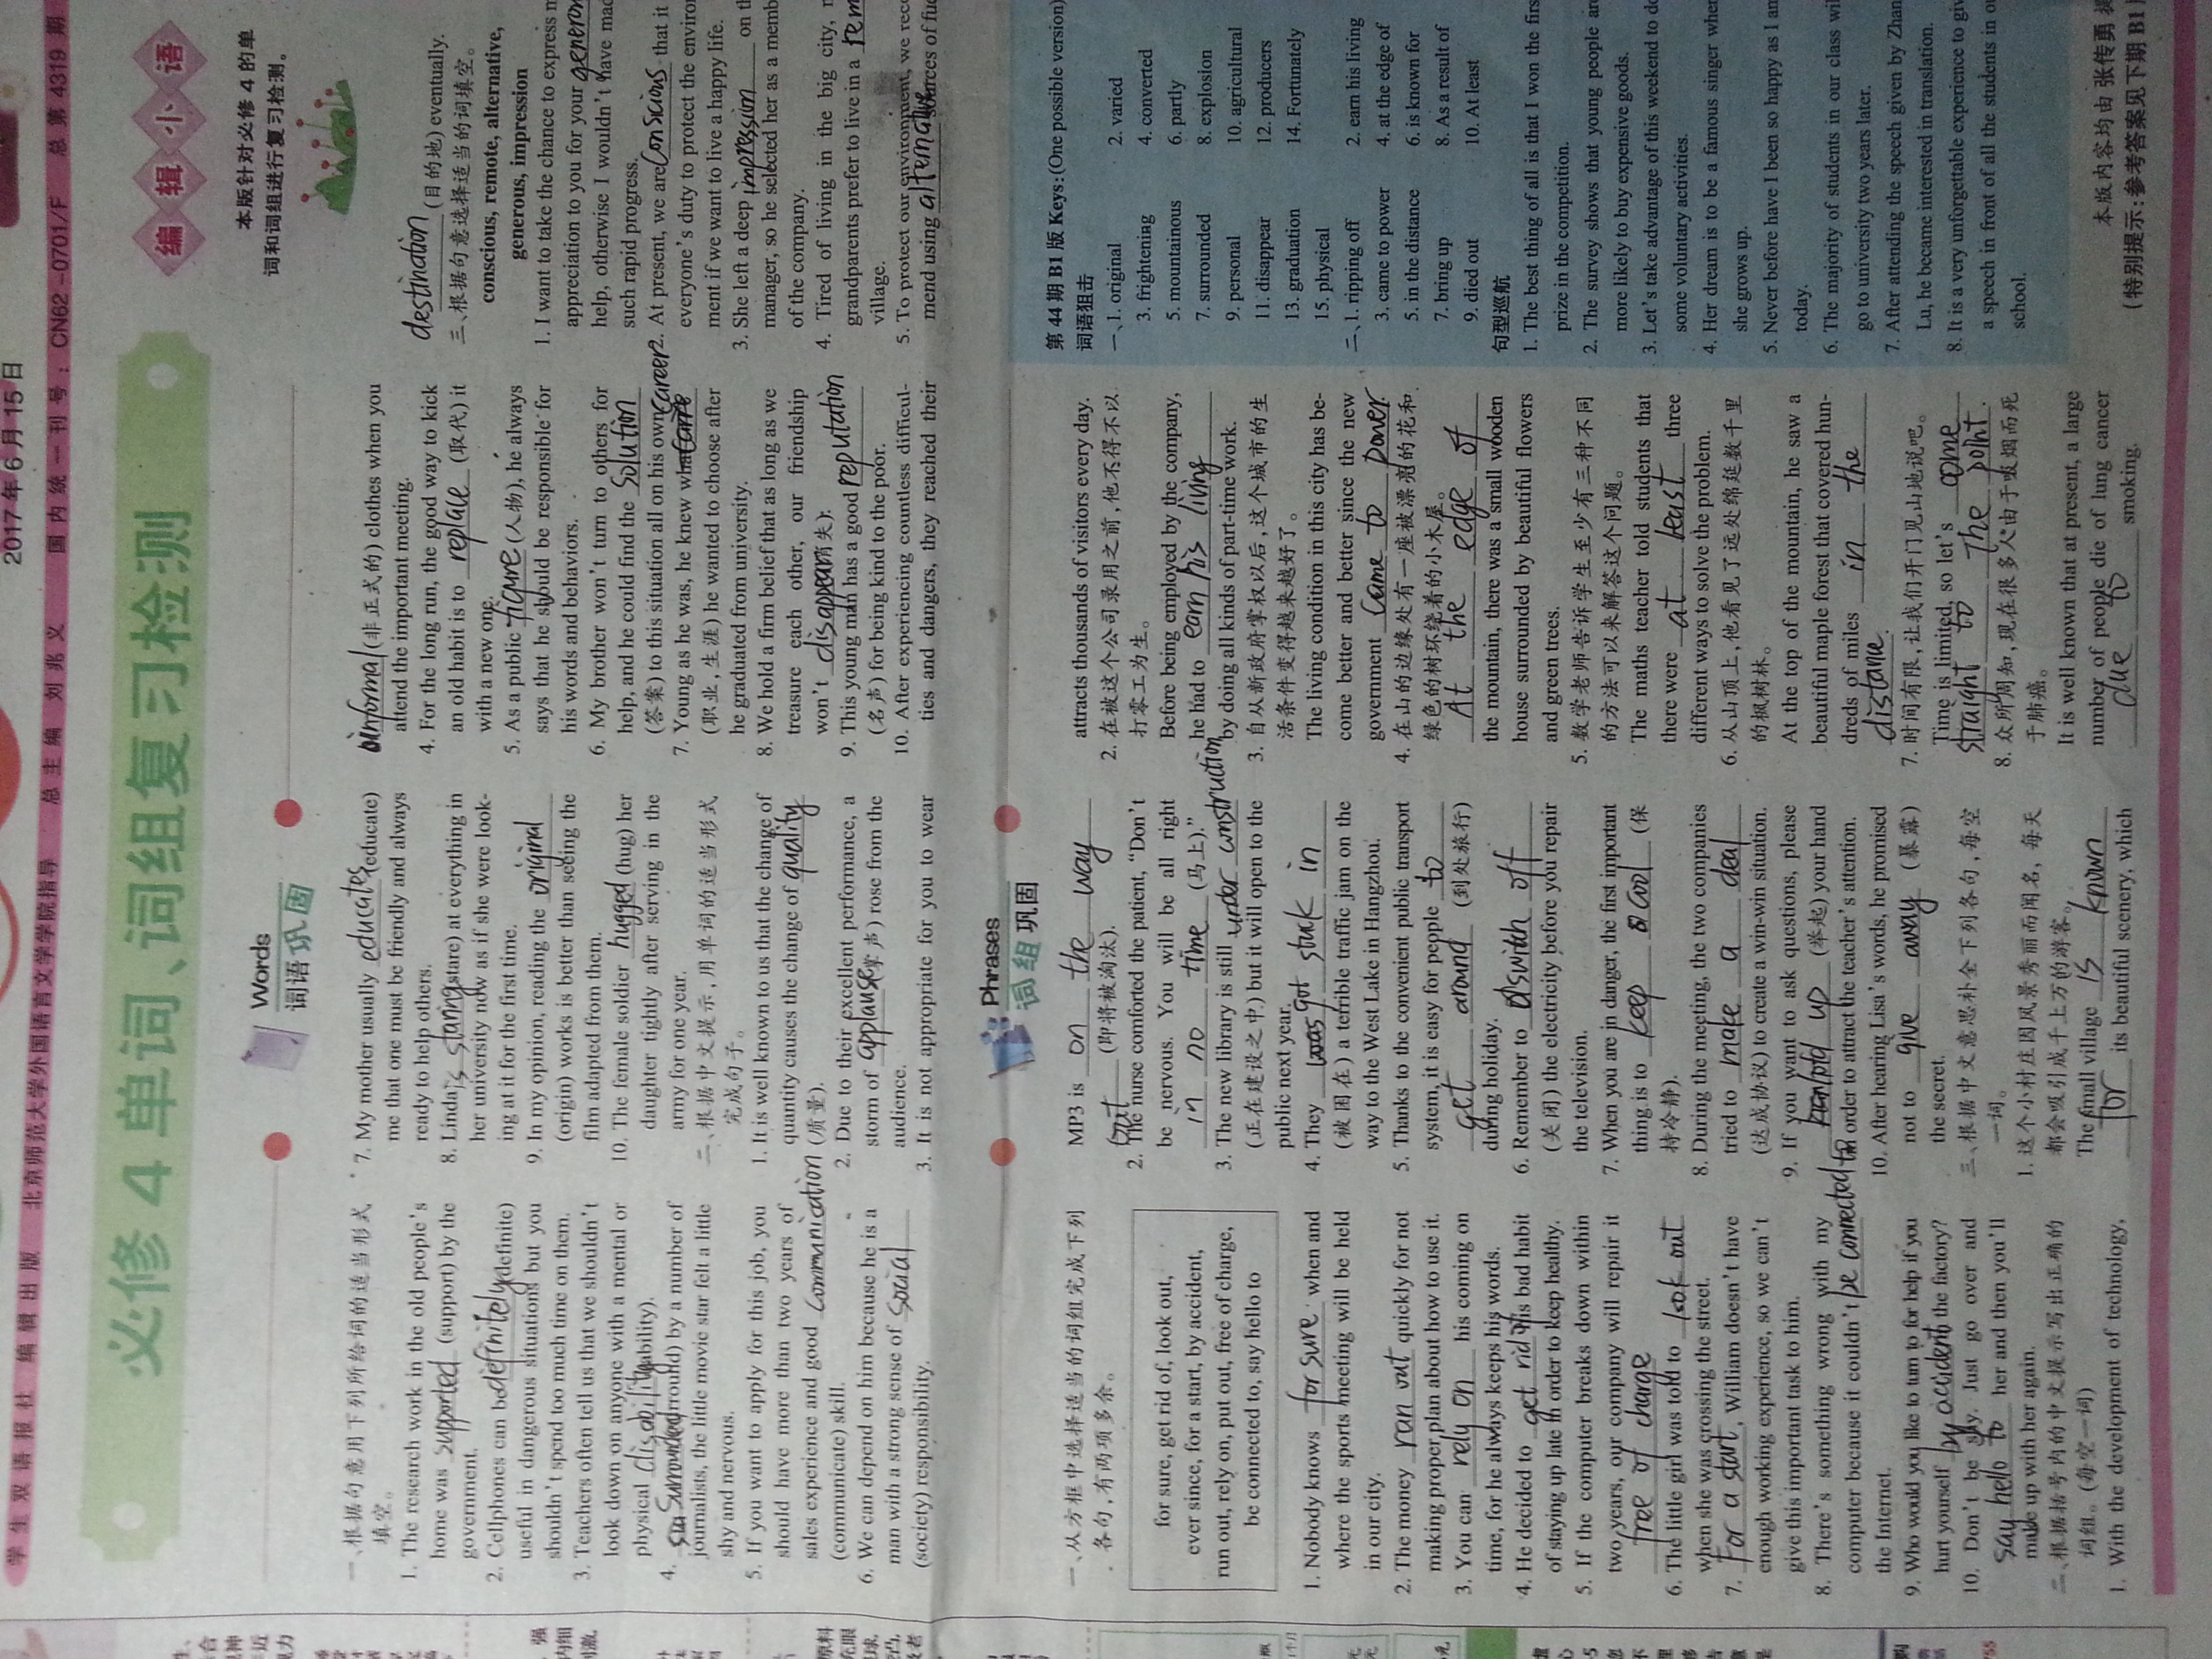 2017年6月15日
学生双语报社 编辑出版 北京师范大学外国语言文学学院指导 总主编 刘兆义 国内统一刊号：CN62-0701/F 总第4319期
必修4单词、词组复习检测
编辑小语
本版针对必修4的单
词和词组进行复习检测。
Words
词语巩固
一、根据句意用下列所给词的适当形式
填空。
1. The research work in the old people's
home was supported (support) by the
government.
2. Cellphones can be definitely (definite)
useful in dangerous situations but you
shouldn't spend too much time on them.
3. Teachers often tell us that we shouldn't
look down on anyone with a mental or
physical disability (ability).
4. Surrounded (surround) by a number of
journalists, the little movie star felt a little
shy and nervous.
5. If you want to apply for this job, you
should have more than two years of
sales experience and good communication
(communicate) skill.
6. We can depend on him because he is a
man with a strong sense of social
(society) responsibility.
7. My mother usually educates (educate)
me that one must be friendly and always
ready to help others.
8. Linda is staring (stare) at everything in
her university now as if she were look-
ing at it for the first time.
9. In my opinion, reading the original
(origin) works is better than seeing the
film adapted from them.
10. The female soldier hugged (hug) her
daughter tightly after serving in the
army for one year.
二、根据中文提示，用单词的适当形式
完成句子。
1. It is well known to us that the change of
quantity causes the change of quality
(质量).
2. Due to their excellent performance, a
storm of applause (掌声) rose from the
audience.
3. It is not appropriate for you to wear
informal (非正式的) clothes when you
attend the important meeting.
4. For the long run, the good way to kick
an old habit is to replace (取代) it
with a new one.
5. As a public figure (人物), he always
says that he should be responsible for
his words and behaviors.
6. My brother won't turn to others for
help, and he could find the solution
(答案) to this situation all on his own.
7. Young as he was, he knew what career
(职业，生涯) he wanted to choose after
he graduated from university.
8. We hold a firm belief that as long as we
treasure each other, our friendship
won't disappear (消失).
9. This young man has a good reputation
(名声) for being kind to the poor.
10. After experiencing countless difficul-
ties and dangers, they reached their
destination (目的地) eventually.
三、根据句意选择适当的词填空。
conscious, remote, alternative,
generous, impression
1. I want to take the chance to express
appreciation to you for your
help, otherwise I wouldn't have
such rapid progress.
2. At present, we are consicious that it
everyone's duty to protect the
ment if we want to live a happy life.
3. She left a deep impression on
manager, so he selected her as a
of the company.
4. Tired of living in the big city,
grandparents prefer to live in a
village.
5. To protect our environment, we
mend using alternative sources of
Phrases
词组巩固
一、从方框中选择适当的词组完成下列
各句，有两项多余。
for sure, get rid of, look out,
ever since, for a start, by accident,
run out, rely on, put out, free of charge,
be connected to, say hello to
1. Nobody knows for sure when and
where the sports meeting will be held
in our city.
2. The money ran out quickly for not
making proper plan about how to use it.
3. You can rely on his coming on
time, for he always keeps his words.
4. He decided to get rid of his bad habit
of staying up late in order to keep healthy.
5. If the computer breaks down within
two years, our company will repair it
free of charge
6. The little girl was told to look out
when she was crossing the street.
7. For a start, William doesn't have
enough working experience, so we can't
give this important task to him.
8. There's something wrong with my
computer because it couldn't be connected to
the Internet.
9. Who would you like to turn to for help if you
hurt yourself by accident the factory?
10. Don't be shy. Just go over and
say hello to her and then you'll
make up with her again.
二、根据括号内的中文提示写出正确的
词组。(每空一词)
1. With the development of technology,
MP3 is on the way
out (即将被淘汰).
2. The nurse comforted the patient, "Don't
be nervous. You will be all right
in no time (马上)."
3. The new library is still under construction
(正在建设之中) but it will open to the
public next year.
4. They got stuck in
(被困在) a terrible traffic jam on the
way to the West Lake in Hangzhou.
5. Thanks to the convenient public transport
system, it is easy for people to
get around (到处旅行)
during holiday.
6. Remember to switch off
(关闭) the electricity before you repair
the television.
7. When you are in danger, the first important
thing is to keep cool (保
持冷静).
8. During the meeting, the two companies
tried to make a deal
(达成协议) to create a win-win situation.
9. If you want to ask questions, please
hold up (举起) your hand
in order to attract the teacher's attention.
10. After hearing Lisa's words, he promised
not to give away (暴露)
the secret.
三、根据中文意思补全下列各句，每空
一词。
1. 这个小村庄因风景秀丽而闻名，每天
都会吸引成千上万的游客。
The small village is known
for its beautiful scenery, which
attracts thousands of visitors every day.
2. 在被这个公司录用之前，他不得不以
打零工为生。
Before being employed by the company,
he had to earn his living
by doing all kinds of part-time work.
3. 自从新政府掌权以后，这个城市的生
活条件变得越来越好了。
The living condition in this city has be-
come better and better since the new
government came to power.
4. 在山的边缘处有一座被漂亮的花和
绿色的树环绕着的小木屋。
At the edge of
the mountain, there was a small wooden
house surrounded by beautiful flowers
and green trees.
5. 数学老师告诉学生至少有三种不同
的方法可以来解答这个问题。
The maths teacher told students that
there were at least three
different ways to solve the problem.
6. 从山顶上，他看见了远处绵延数千里
的枫树林。
At the top of the mountain, he saw a
beautiful maple forest that covered hun-
dreds of miles in the
distance.
7. 时间有限，让我们开门见山地说吧。
Time is limited, so let's come
straight to the point.
8. 众所周知，现在很多人由于吸烟而死
于肺癌。
It is well known that at present, a large
number of people die of lung cancer
due to smoking.
第44期B1版 Keys: (One possible version)
词语狙击
一、1. original 2. varied
3. frightening 4. converted
5. mountainous 6. partly
7. surrounded 8. explosion
9. personal 10. agricultural
11. disappear 12. producers
13. graduation 14. Fortunately
15. physical
二、1. ripping off 2. earn his living
3. came to power 4. at the edge of
5. in the distance 6. is known for
7. bring up 8. As a result of
9. died out 10. At least
句型巡航
1. The best thing of all is that I won the
prize in the competition.
2. The survey shows that young people are
more likely to buy expensive goods.
3. Let's take advantage of this weekend to
some voluntary activities.
4. Her dream is to be a famous singer
she grows up.
5. Never before have I been so happy as I am
today.
6. The majority of students in our class
go to university two years later.
7. After attending the speech given by
Lu, he became interested in translation.
8. It is a very unforgettable experience to
a speech in front of all the students in
school.
本版内容均由 张传勇
(特别提示：参考答案见下期B1